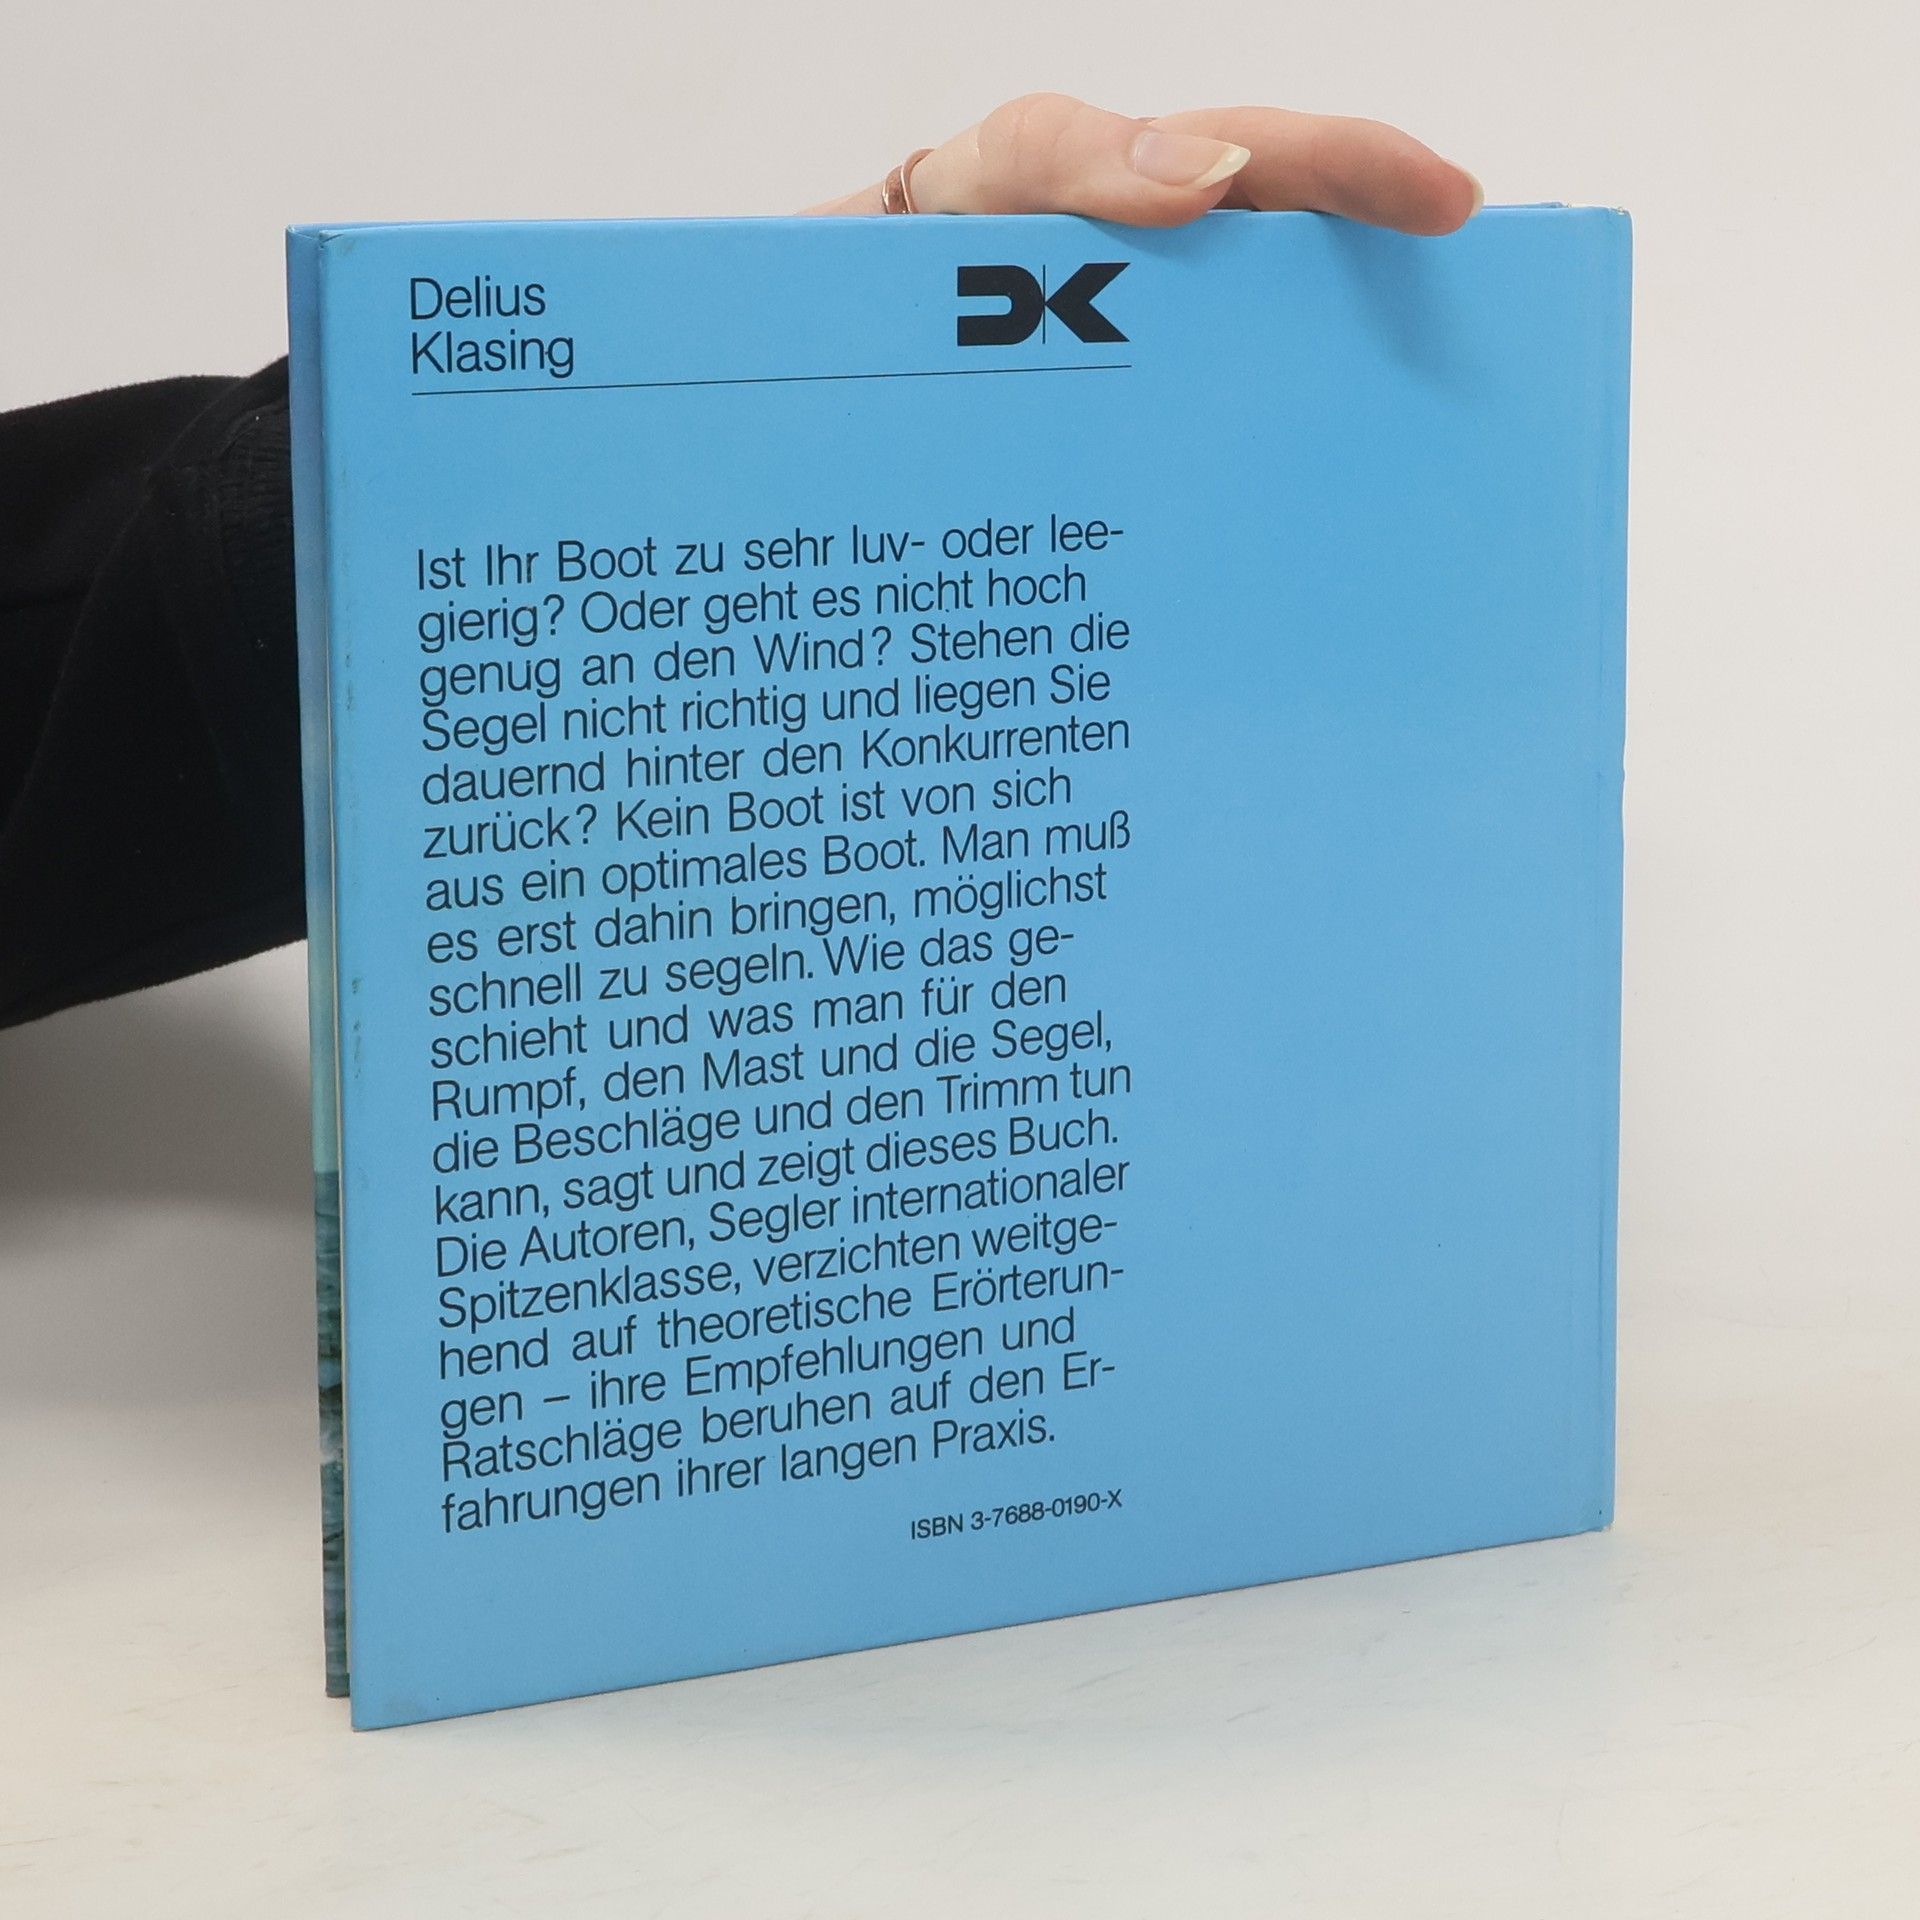 Delius
Klasing
DK
Ist Ihr Boot zu sehr luv- oder lee-
gierig? Oder geht es nicht hoch
genug an den Wind? Stehen die
Segel nicht richtig und liegen Sie
dauernd hinter den Konkurrenten
zurück? Kein Boot ist von sich
aus ein optimales Boot. Man muß
es erst dahin bringen, möglichst
schnell zu segeln. Wie das ge-
schieht und was man für den
Rumpf, den Mast und die Segel,
die Beschläge und den Trimm tun
kann, sagt und zeigt dieses Buch.
Die Autoren, Segler internationaler
Spitzenklasse, verzichten weitge-
hend auf theoretische Erörterun-
gen – ihre Empfehlungen und
Ratschläge beruhen auf den Er-
fahrungen ihrer langen Praxis.
ISBN 3-7688-0190-X